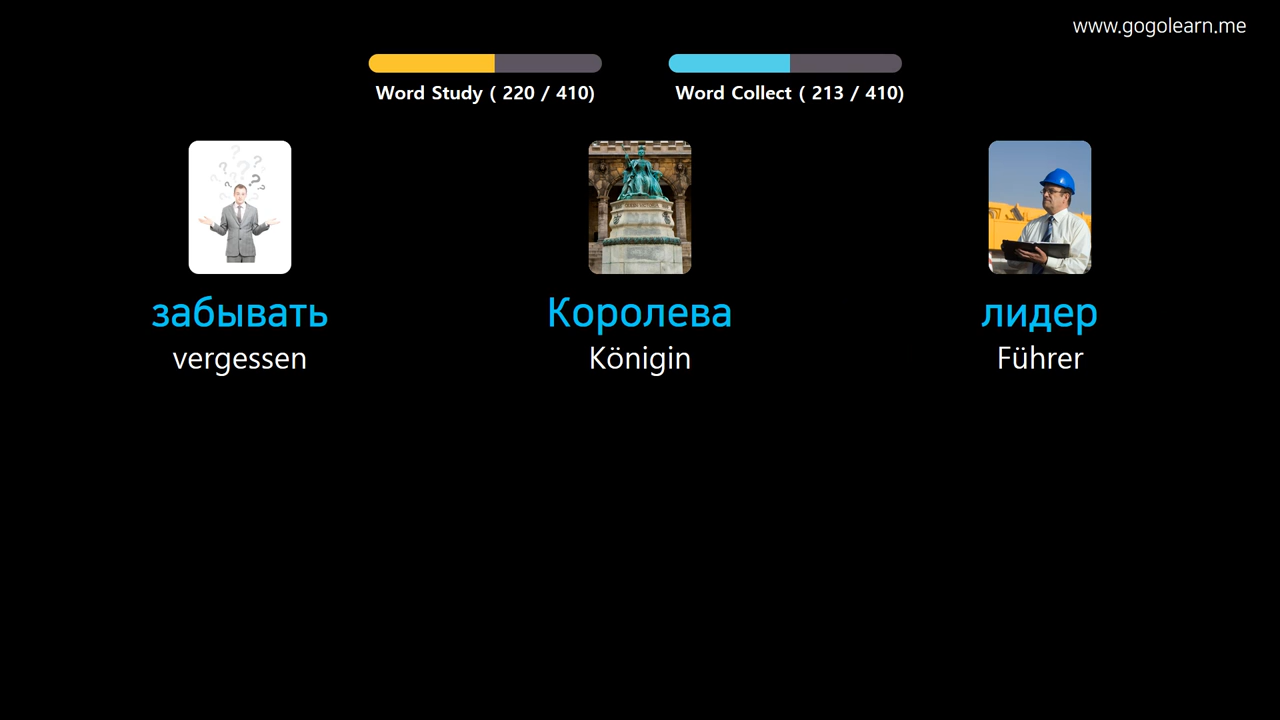 www.gogolearn.me
Word Study ( 220 / 410)
Word Collect ( 213 / 410)
забывать
Королева
лидер
vergessen
Königin
Führer